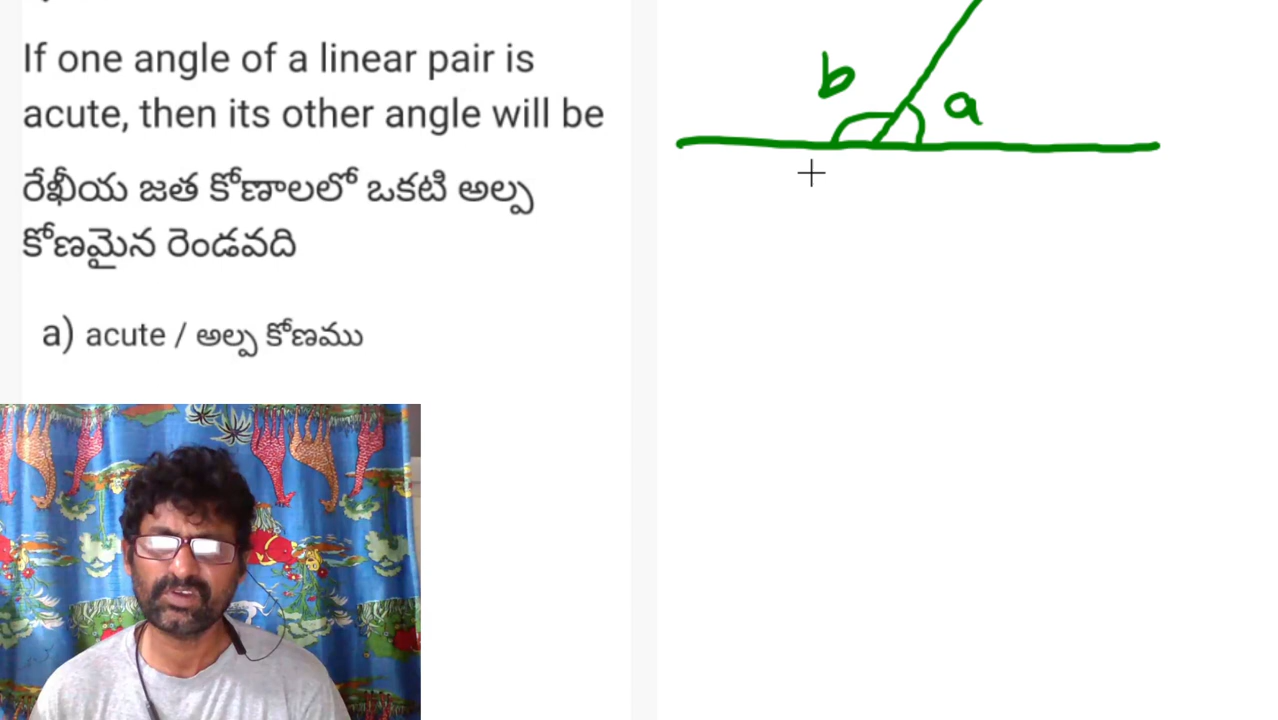 If one angle of a linear pair is
acute, then its other angle will be
రేఖీయ జత కోణాలలో ఒకటి అల్ప
కోణమైన రెండవది
a) acute / అల్ప కోణము
b
a